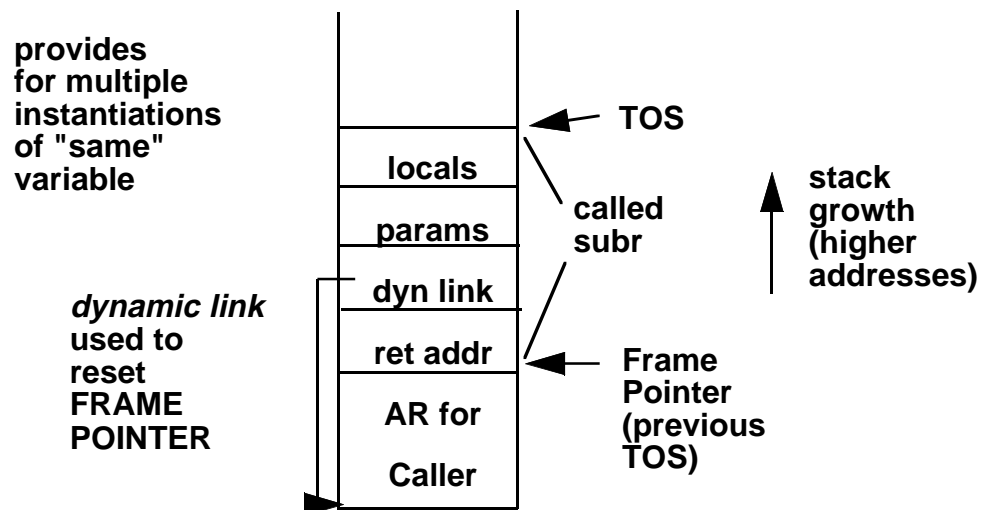 provides
for multiple
instantiations
of "same"
variable
TOS
locals
params
dyn link
ret addr
AR for
Caller
called
subr
stack
growth
(higher
addresses)
dynamic link
used to
reset
FRAME
POINTER
Frame
Pointer
(previous
TOS)